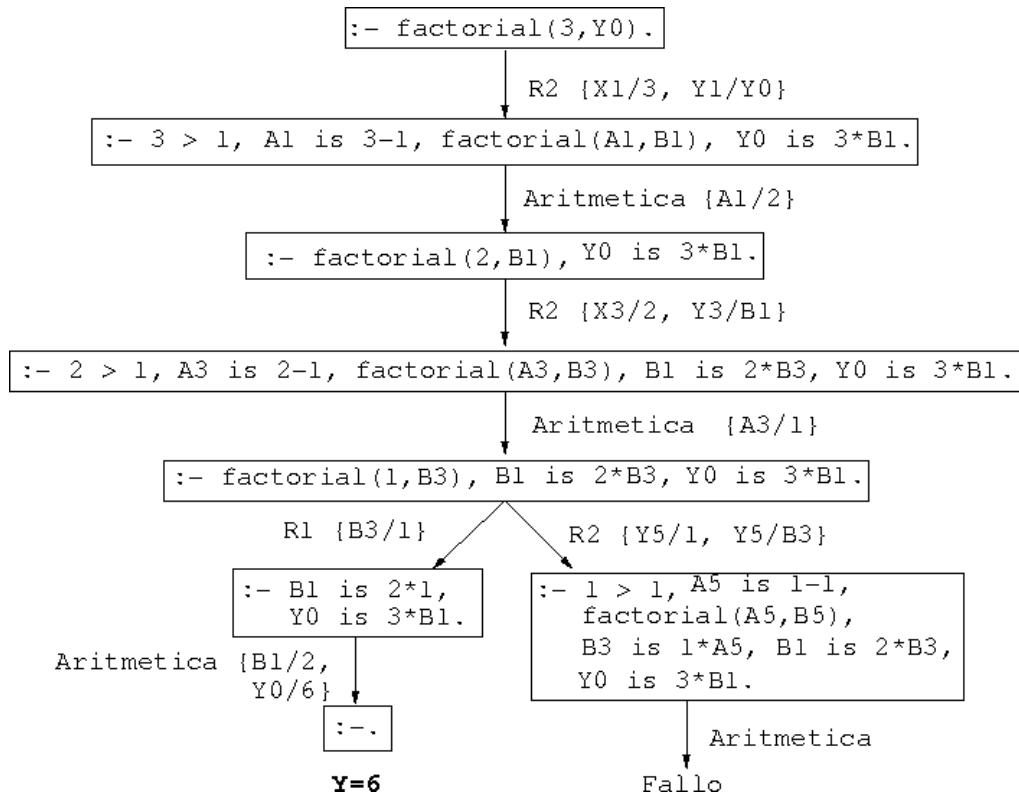 :- factorial(3,Y0).
R2 {X1/3, Y1/Y0}
:- 3 > 1, A1 is 3-1, factorial(A1,B1), Y0 is 3*B1.
Aritmetica {A1/2}
:- factorial(2,B1), Y0 is 3*B1.
R2 {X3/2, Y3/B1}
:- 2 > 1, A3 is 2-1, factorial(A3,B3), B1 is 2*B3, Y0 is 3*B1.
Aritmetica {A3/1}
:- factorial(1,B3), B1 is 2*B3, Y0 is 3*B1.
R1 {B3/1}
R2 {Y5/1, Y5/B3}
:- B1 is 2*1,
Y0 is 3*B1.
:- 1 > 1, A5 is 1-1,
factorial(A5,B5),
B3 is 1*A5, B1 is 2*B3,
Y0 is 3*B1.
Aritmetica {B1/2,
Y0/6}
:-.
Aritmetica
Y=6
Fallo